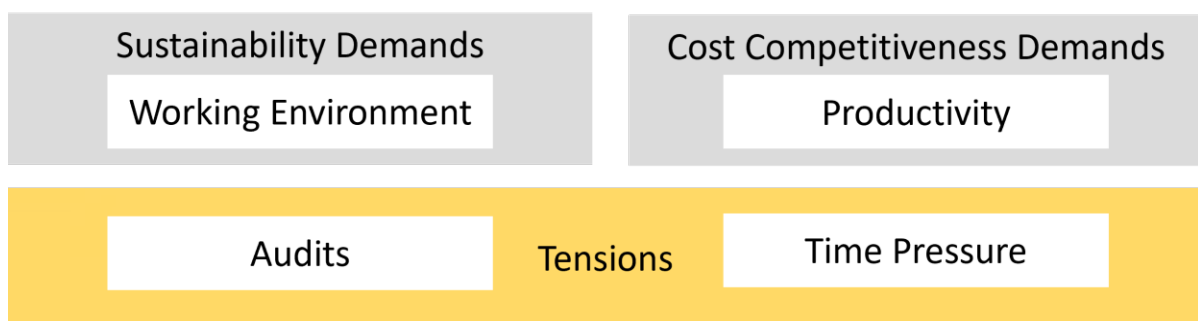 Sustainability Demands
Working Environment
Cost Competitiveness Demands
Productivity
Audits
Tensions
Time Pressure